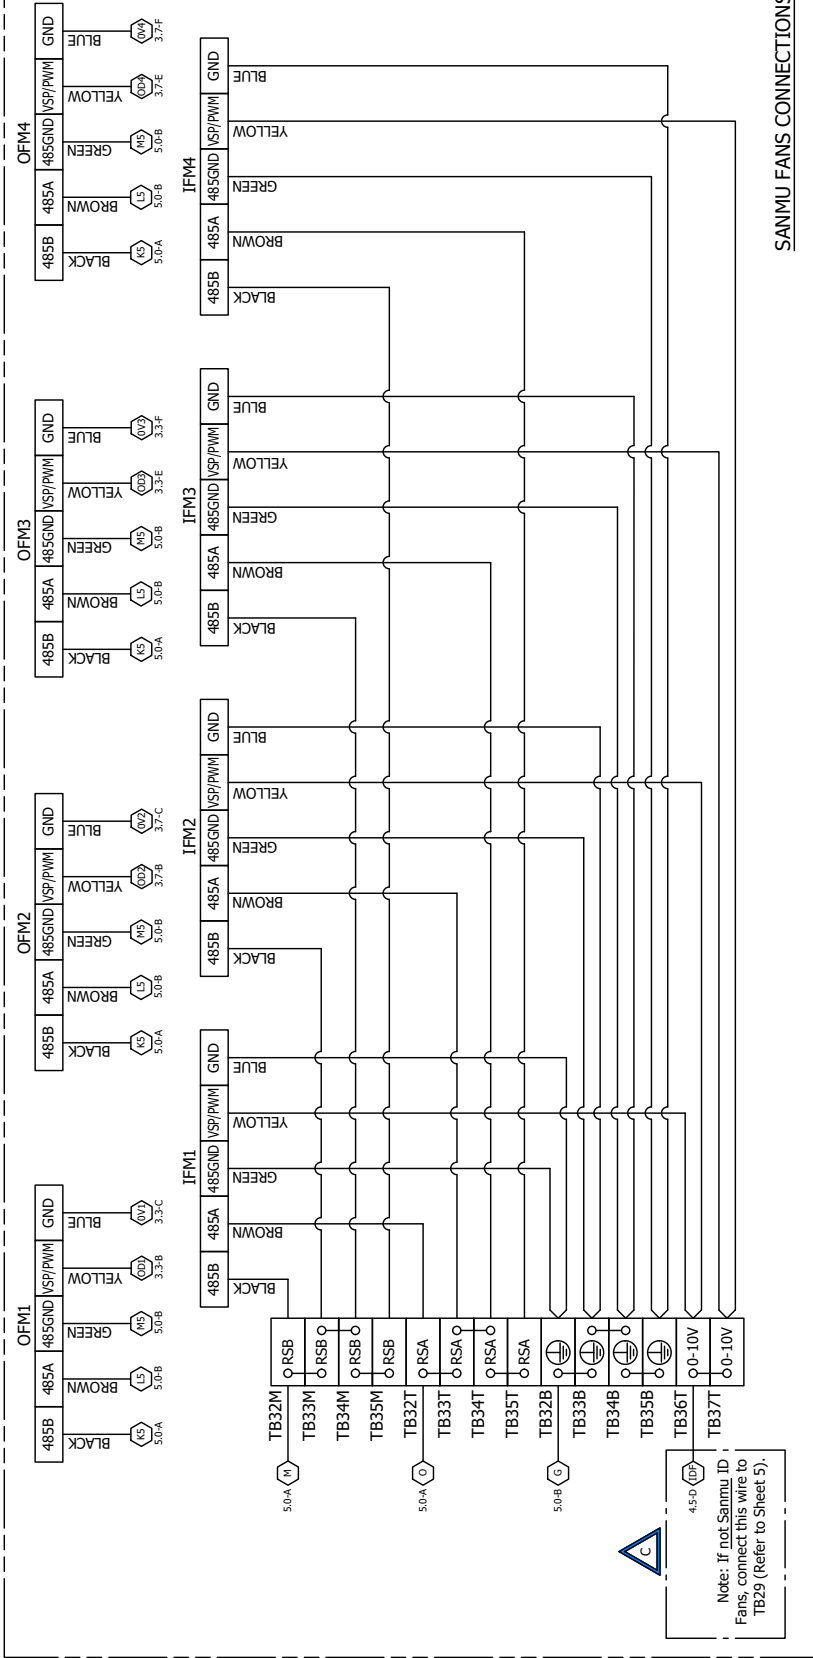 OFM1
485B
485A
485GND
VSP/PWM
GND
BLACK
BROWN
GREEN
YELLOW
BLUE
K5
L5
M5
OD1
0V1
5.0-A
5.0-B
5.0-B
3.3-B
3.3-C
OFM2
485B
485A
485GND
VSP/PWM
GND
BLACK
BROWN
GREEN
YELLOW
BLUE
K5
L5
M5
OD2
0V2
5.0-A
5.0-B
5.0-B
3.7-B
3.7-C
OFM3
485B
485A
485GND
VSP/PWM
GND
BLACK
BROWN
GREEN
YELLOW
BLUE
K5
L5
M5
OD3
0V3
5.0-A
5.0-B
5.0-B
3.3-E
3.3-F
OFM4
485B
485A
485GND
VSP/PWM
GND
BLACK
BROWN
GREEN
YELLOW
BLUE
K5
L5
M5
OD4
0V4
5.0-A
5.0-B
5.0-B
3.7-E
3.7-F
IFM1
485B
485A
485GND
VSP/PWM
GND
BLACK
BROWN
GREEN
YELLOW
BLUE
IFM2
485B
485A
485GND
VSP/PWM
GND
BLACK
BROWN
GREEN
YELLOW
BLUE
IFM3
485B
485A
485GND
VSP/PWM
GND
BLACK
BROWN
GREEN
YELLOW
BLUE
IFM4
485B
485A
485GND
VSP/PWM
GND
BLACK
BROWN
GREEN
YELLOW
BLUE
5.0-A M TB32M RSB
TB33M RSB
TB34M RSB
TB35M RSB
5.0-A O TB32T RSA
TB33T RSA
TB34T RSA
TB35T RSA
5.0-B G TB32B
TB33B
TB34B
TB35B
4.5-D IDF TB36T 0-10V
TB37T 0-10V
C
Note: If not Sanmu ID
Fans, connect this wire to
TB29 (Refer to Sheet 5).
SANMU FANS CONNECTIONS